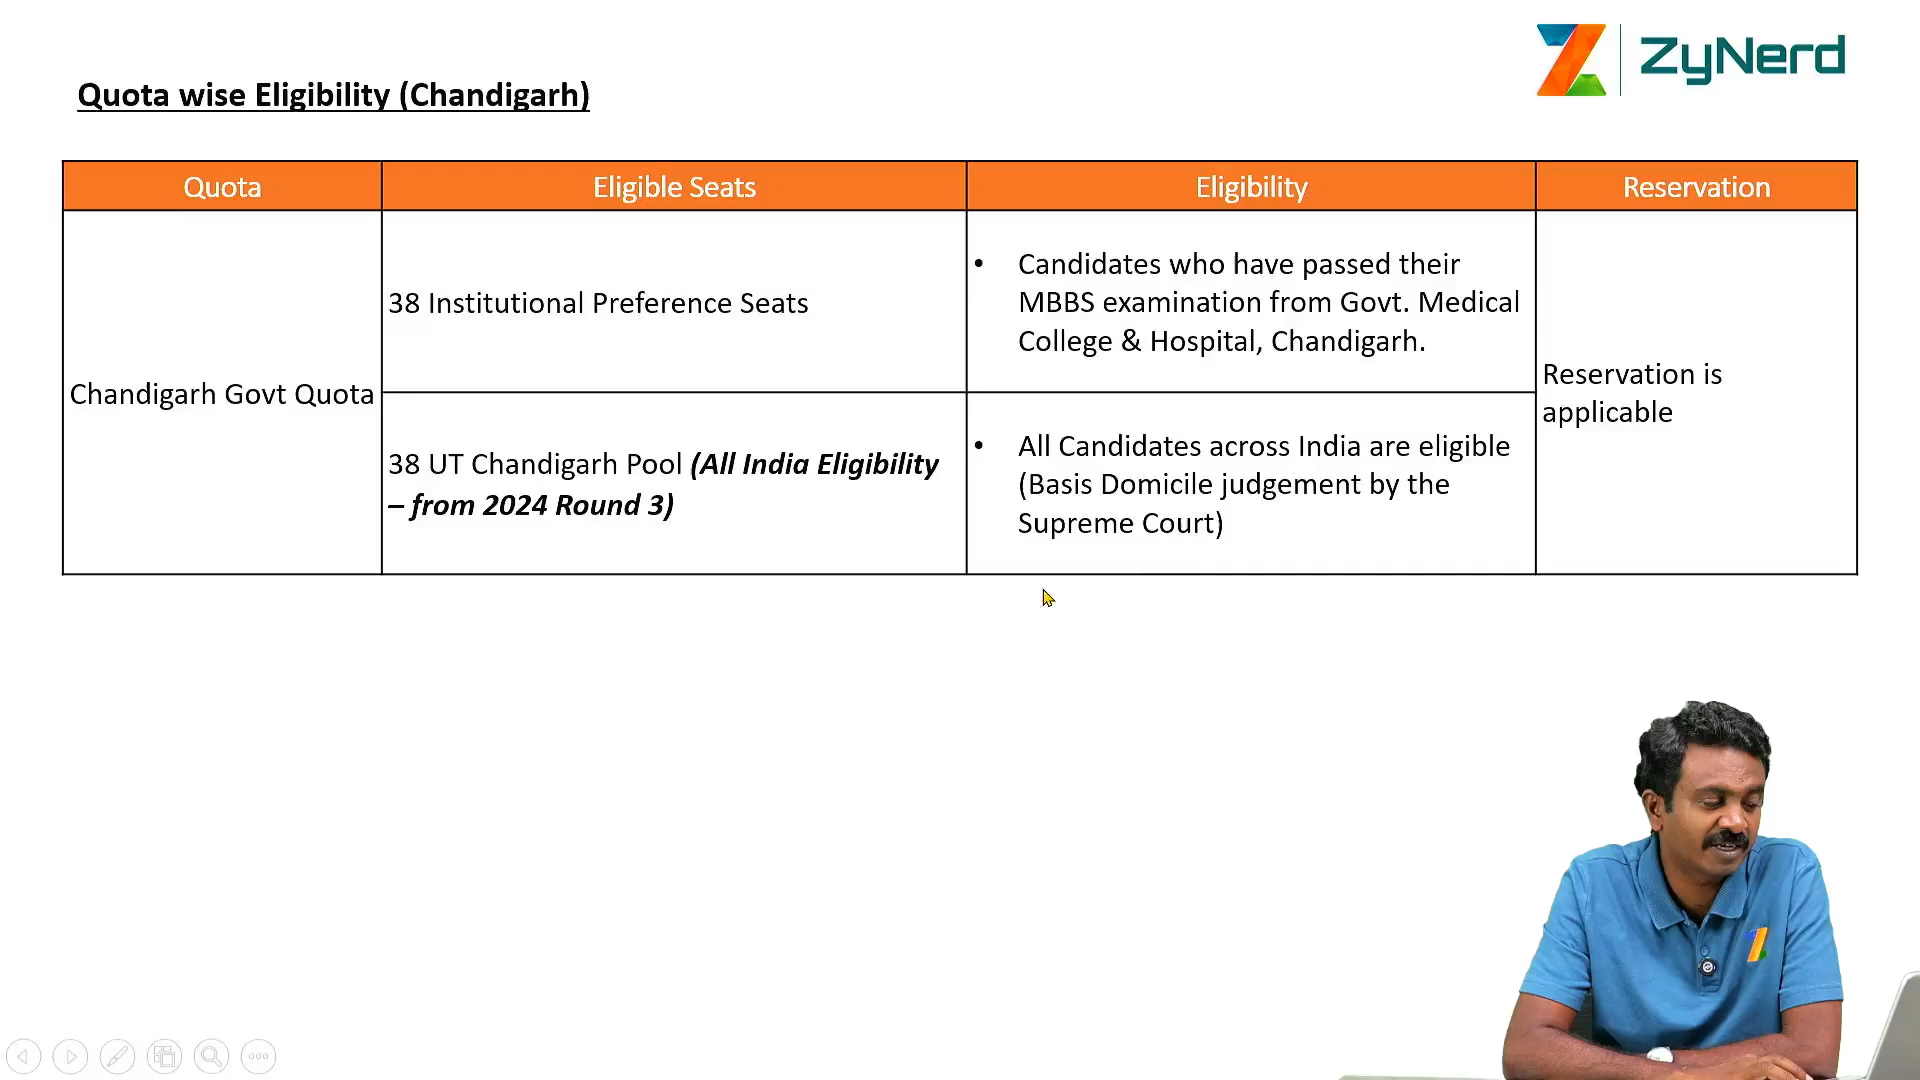 ZyNerd
Quota wise Eligibility (Chandigarh)
Quota
Eligible Seats
Eligibility
Reservation
Chandigarh Govt Quota
38 Institutional Preference Seats
• Candidates who have passed their
MBBS examination from Govt. Medical
College & Hospital, Chandigarh.
Reservation is
applicable
38 UT Chandigarh Pool (All India Eligibility
– from 2024 Round 3)
• All Candidates across India are eligible
(Basis Domicile judgement by the
Supreme Court)